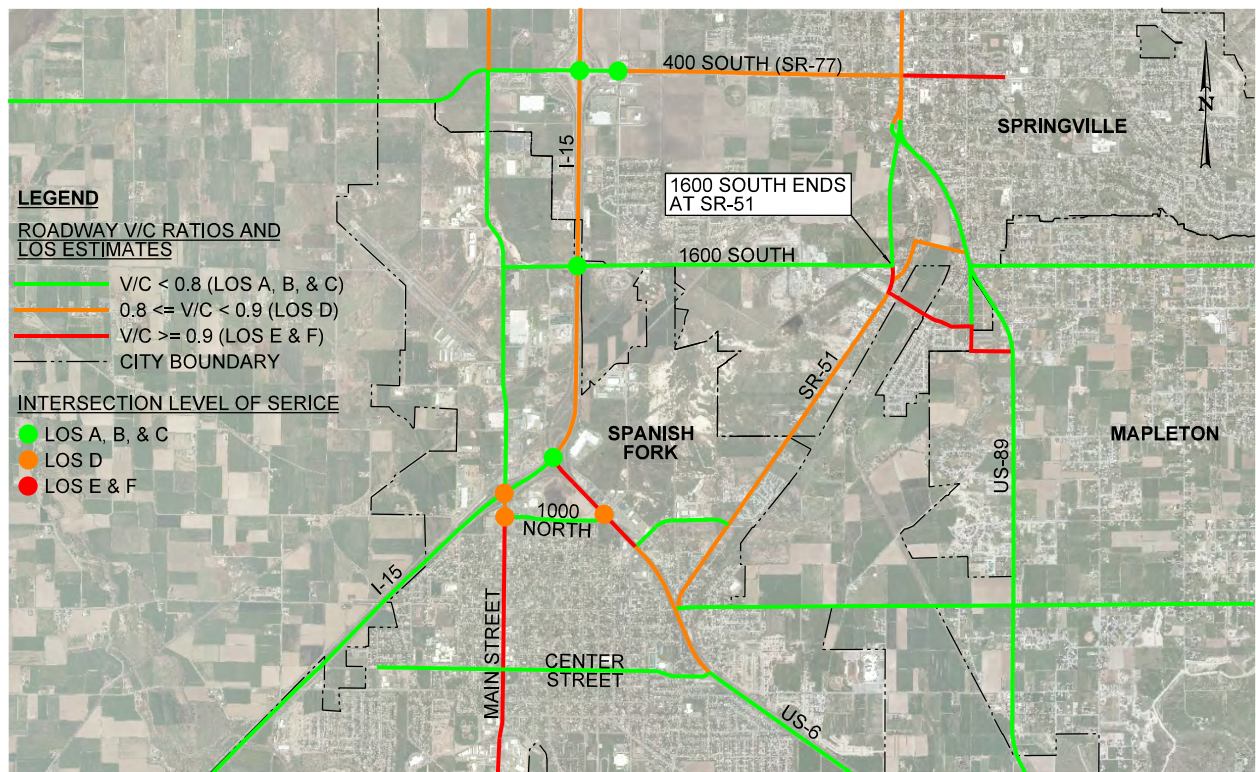 400 SOUTH (SR-77)
N
SPRINGVILLE
I-15
1600 SOUTH ENDS
AT SR-51
LEGEND
ROADWAY V/C RATIOS AND
LOS ESTIMATES
1600 SOUTH
V/C < 0.8 (LOS A, B, & C)
0.8 <= V/C < 0.9 (LOS D)
V/C >= 0.9 (LOS E & F)
CITY BOUNDARY
SR-51
INTERSECTION LEVEL OF SERICE
LOS A, B, & C
LOS D
LOS E & F
SPANISH
FORK
MAPLETON
US-89
1000
NORTH
I-15
MAIN STREET
CENTER
STREET
US-6